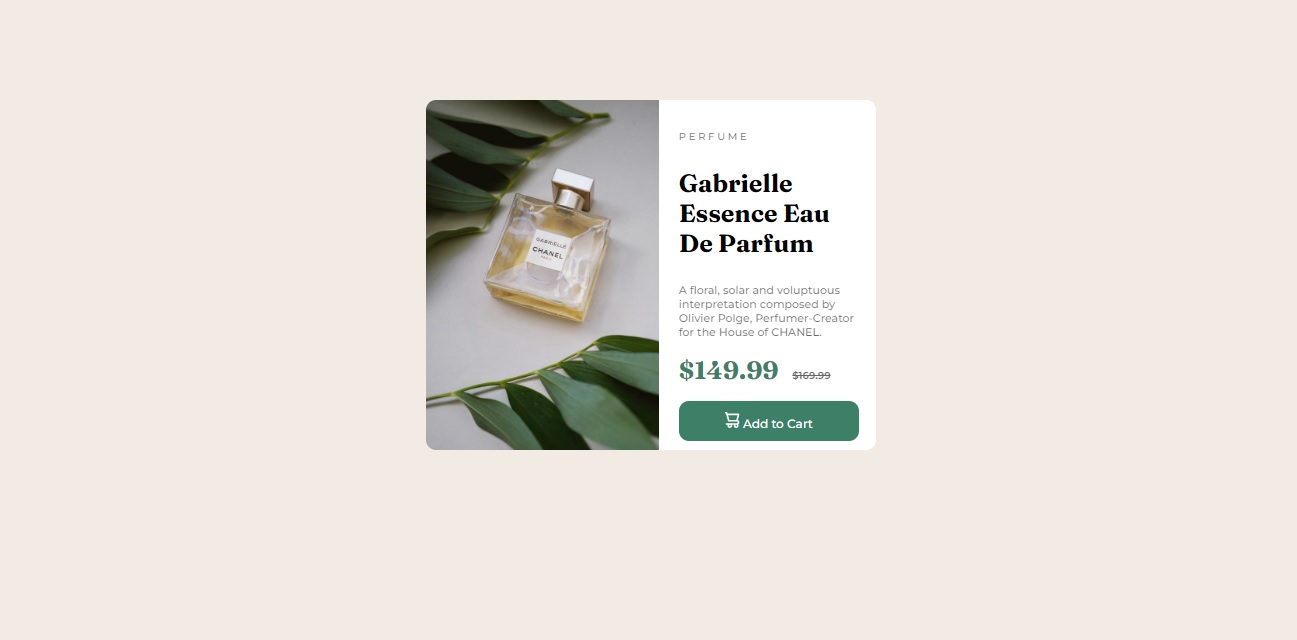 GABRIELLE
CHANEL
PARIS
PERFUME
Gabrielle
Essence Eau
De Parfum
A floral, solar and voluptuous
interpretation composed by
Olivier Polge, Perfumer-Creator
for the House of CHANEL.
$149.99 $169.99
Add to Cart